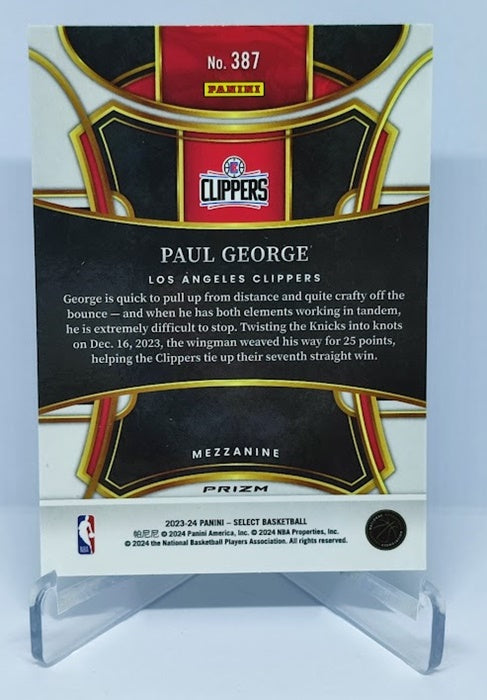 No. 387
PANINI
CLIPPERS
PAUL GEORGE
LOS ANGELES CLIPPERS
George is quick to pull up from distance and quite crafty off the
bounce — and when he has both elements working in tandem,
he is extremely difficult to stop. Twisting the Knicks into knots
on Dec. 16, 2023, the wingman weaved his way for 25 points,
helping the Clippers tie up their seventh straight win.
MEZZANINE
PRIZM
2023-24 PANINI – SELECT BASKETBALL
帕尼尼 © 2024 Panini America, Inc. © 2024 NBA Properties, Inc.
© 2024 the National Basketball Players Association. All rights reserved.
NBA